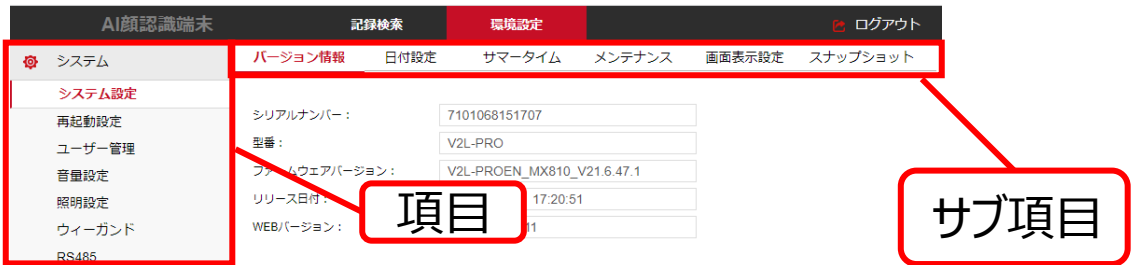 AI顔認識端末 記録検索 環境設定 ログアウト
システム バージョン情報 日付設定 サマータイム メンテナンス 画面表示設定 スナップショット
システム設定
再起動設定
ユーザー管理
音量設定
照明設定
ウィーガンド
RS485
シリアルナンバー： 7101068151707
型番： V2L-PRO
ファームウェアバージョン： V2L-PROEN_MX810_V21.6.47.1
リリース日付： 17:20:51
WEBバージョン：
項目
サブ項目